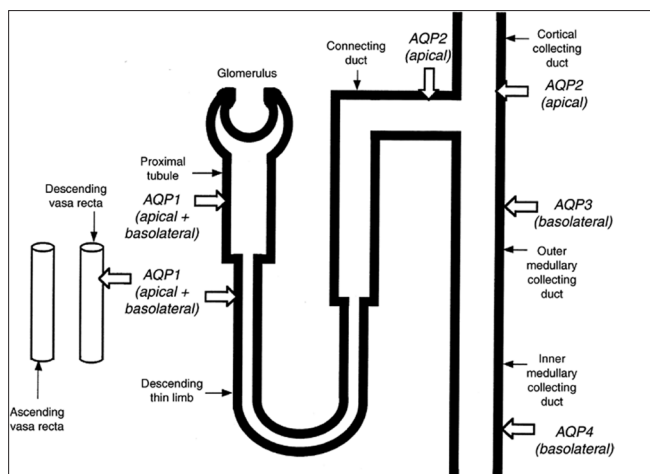 Glomerulus
Connecting
duct
AQP2
(apical)
Cortical
collecting
duct
AQP2
(apical)
Proximal
tubule
Descending
vasa recta
AQP1
(apical +
basolateral)
AQP3
(basolateral)
Outer
medullary
collecting
duct
AQP1
(apical +
basolateral)
Inner
medullary
collecting
duct
Descending
thin limb
Ascending
vasa recta
AQP4
(basolateral)